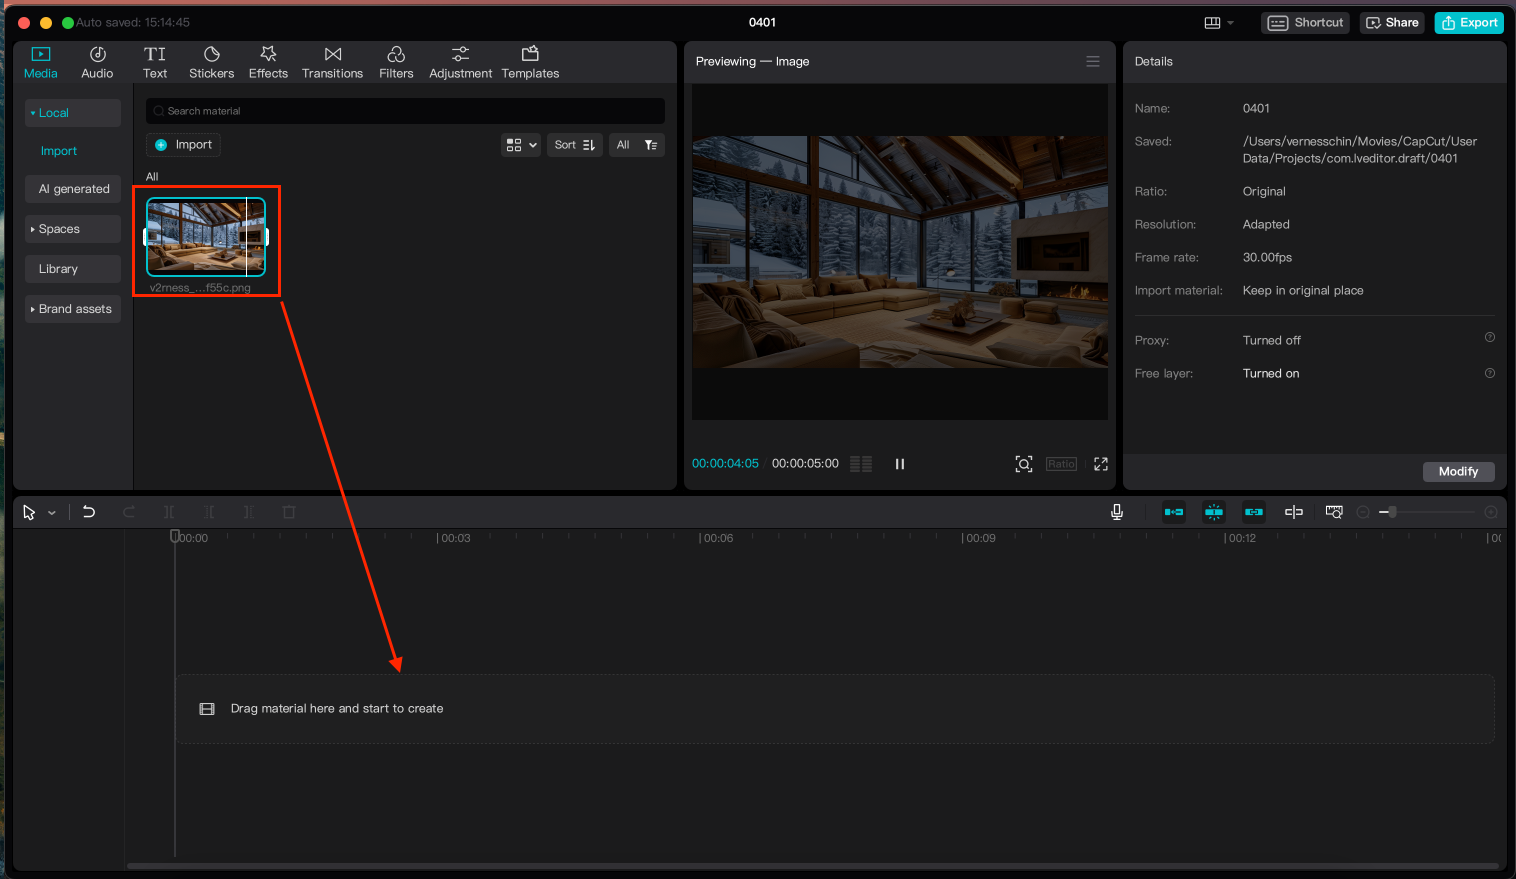 Auto saved: 15:14:45
0401
Shortcut
Share
Export
Media
Audio
TI
Text
Stickers
Effects
Transitions
Filters
Adjustment
Templates
Local
Import
AI generated
Spaces
Library
Brand assets
Search material
Import
Sort
All
All
v2mess_...f55c.png
Previewing — Image
00:00:04:05 / 00:00:05:00
Ratio
Details
Name: 0401
Saved: /Users/vernesschin/Movies/CapCut/User
Data/Projects/com.lveditor.draft/0401
Ratio: Original
Resolution: Adapted
Frame rate: 30.00fps
Import material: Keep in original place
Proxy: Turned off
Free layer: Turned on
Modify
00:00
00:03
00:06
00:09
00:12
Drag material here and start to create